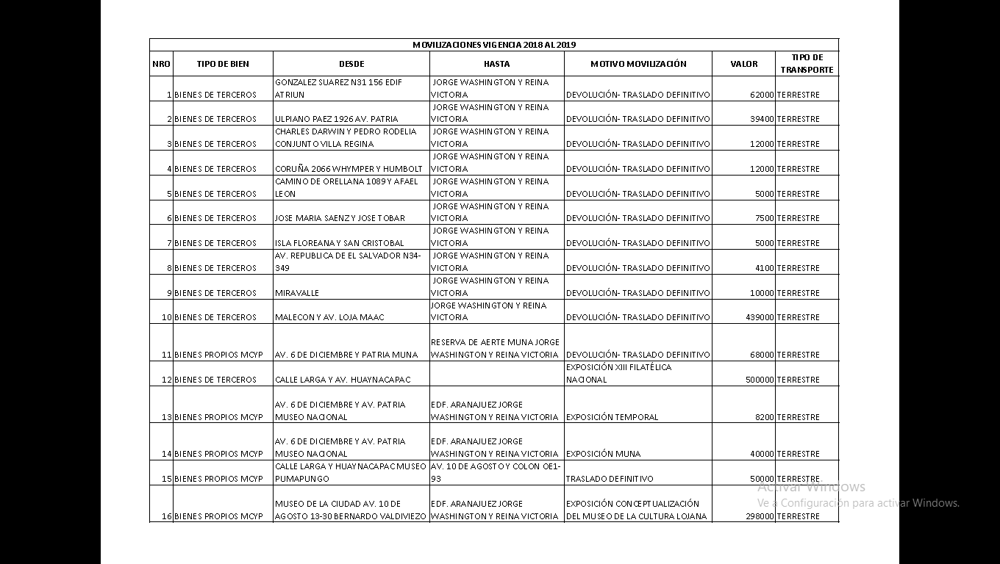 MOVILIZACIONES VIGENCIA 2018 AL 2019
NRO TIPO DE BIEN DESDE HASTA MOTIVO MOVILIZACIÓN VALOR TIPO DE
TRANSPORTE
GONZALEZ SUAREZ N31 156 EDIF JORGE WASHINGTON Y REINA
1 BIENES DE TERCEROS ATRIUN VICTORIA DEVOLUCIÓN- TRASLADO DEFINITIVO 62000 TERRESTRE
JORGE WASHINGTON Y REINA
2 BIENES DE TERCEROS ULPIANO PAEZ 1926 AV. PATRIA VICTORIA DEVOLUCIÓN- TRASLADO DEFINITIVO 39400 TERRESTRE
CHARLES DARWIN Y PEDRO RODELIA JORGE WASHINGTON Y REINA
3 BIENES DE TERCEROS CONJUNTO VILLA REGINA VICTORIA DEVOLUCIÓN- TRASLADO DEFINITIVO 12000 TERRESTRE
JORGE WASHINGTON Y REINA
4 BIENES DE TERCEROS CORUÑA 2066 WHYMPER Y HUMBOLT VICTORIA DEVOLUCIÓN- TRASLADO DEFINITIVO 12000 TERRESTRE
CAMINO DE ORELLANA 1089 Y AFAEL JORGE WASHINGTON Y REINA
5 BIENES DE TERCEROS LEON VICTORIA DEVOLUCIÓN- TRASLADO DEFINITIVO 5000 TERRESTRE
JORGE WASHINGTON Y REINA
6 BIENES DE TERCEROS JOSE MARIA SAENZ Y JOSE TOBAR VICTORIA DEVOLUCIÓN- TRASLADO DEFINITIVO 7500 TERRESTRE
JORGE WASHINGTON Y REINA
7 BIENES DE TERCEROS ISLA FLOREANA Y SAN CRISTOBAL VICTORIA DEVOLUCIÓN- TRASLADO DEFINITIVO 5000 TERRESTRE
AV. REPUBLICA DE EL SALVADOR N34- JORGE WASHINGTON Y REINA
8 BIENES DE TERCEROS 349 VICTORIA DEVOLUCIÓN- TRASLADO DEFINITIVO 4100 TERRESTRE
JORGE WASHINGTON Y REINA
9 BIENES DE TERCEROS MIRAVALLE VICTORIA DEVOLUCIÓN- TRASLADO DEFINITIVO 10000 TERRESTRE
JORGE WASHINGTON Y REINA
10 BIENES DE TERCEROS MALECON Y AV. LOJA MAAC VICTORIA DEVOLUCIÓN- TRASLADO DEFINITIVO 439000 TERRESTRE
RESERVA DE AERTE MUNA JORGE
11 BIENES PROPIOS MCYP AV. 6 DE DICIEMBRE Y PATRIA MUNA WASHINGTON Y REINA VICTORIA DEVOLUCIÓN- TRASLADO DEFINITIVO 68000 TERRESTRE
EXPOSICIÓN XIII FILATÉLICA
12 BIENES DE TERCEROS CALLE LARGA Y AV. HUAYNACAPAC NACIONAL 500000 TERRESTRE
AV. 6 DE DICIEMBRE Y AV. PATRIA EDF. ARANAJUEZ JORGE
13 BIENES PROPIOS MCYP MUSEO NACIONAL WASHINGTON Y REINA VICTORIA EXPOSICIÓN TEMPORAL 8200 TERRESTRE
AV. 6 DE DICIEMBRE Y AV. PATRIA EDF. ARANAJUEZ JORGE
14 BIENES PROPIOS MCYP MUSEO NACIONAL WASHINGTON Y REINA VICTORIA EXPOSICIÓN MUNA 40000 TERRESTRE
CALLE LARGA Y HUAYNACAPAC MUSEO AV. 10 DE AGOSTO Y COLON OE1-
15 BIENES PROPIOS MCYP PUMAPUNGO 93 TRASLADO DEFINITIVO 50000 TERRESTRE
MUSEO DE LA CIUDAD AV. 10 DE EDF. ARANAJUEZ JORGE EXPOSICIÓN CONCEPTUALIZACIÓN
16 BIENES PROPIOS MCYP AGOSTO 13-30 BERNARDO VALDIVIEZO WASHINGTON Y REINA VICTORIA DEL MUSEO DE LA CULTURA LOJANA 298000 TERRESTRE
Activar Windows
Ve a Configuración para activar Windows.